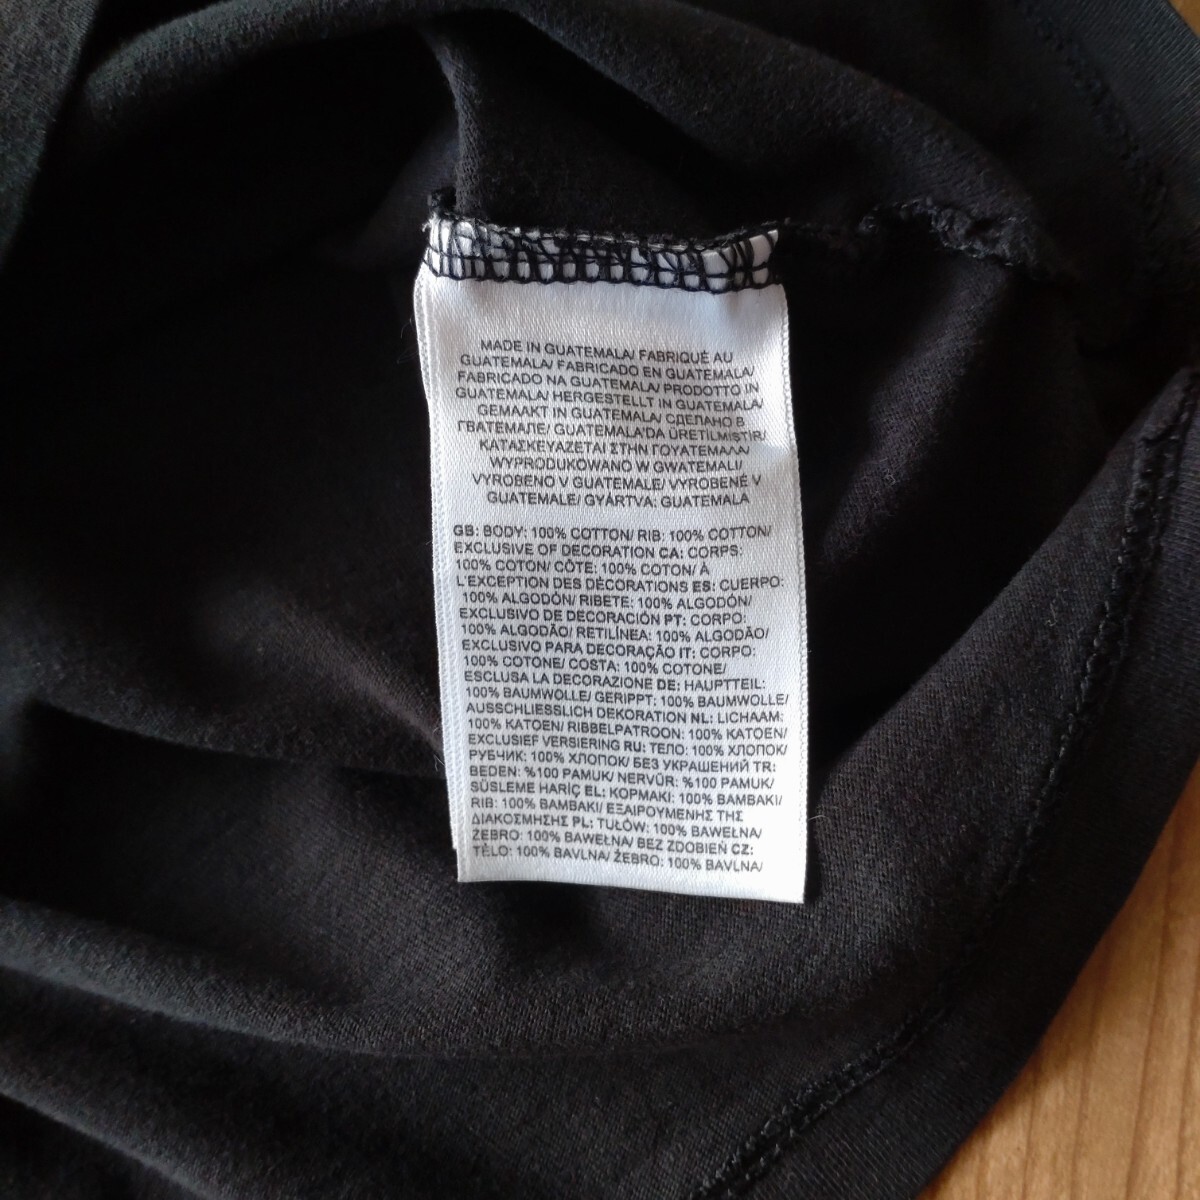 MADE IN GUATEMALA/ FABRIQUÉ AU
GUATEMALA/ FABRICADO EN GUATEMALA/
FABRICADO NA GUATEMALA/ PRODOTTO IN
GUATEMALA/ HERGESTELLT IN GUATEMALA/
GEMAAKT IN GUATEMALA/ СДЕЛАНО В
ГВАТЕМАЛЕ/ GUATEMALA'DA ÜRETİLMİŞTİR/
ΚΑΤΑΣΚΕΥΑΖΕΤΑΙ ΣΤΗΝ ΓΟΥΑΤΕΜΑΛΑ/
WYPRODUKOWANO W GWATEMALI/
VYROBENO V GUATEMALE/ VYROBENÉ V
GUATEMALE/ GYÁRTVA: GUATEMALA
GB: BODY: 100% COTTON/ RIB: 100% COTTON/
EXCLUSIVE OF DECORATION CA: CORPS:
100% COTON/ CÔTE: 100% COTON/ À
L'EXCEPTION DES DÉCORATIONS ES: CUERPO:
100% ALGODÓN/ RIBETE: 100% ALGODÓN/
EXCLUSIVO DE DECORACIÓN PT: CORPO:
100% ALGODÃO/ RETILÍNEA: 100% ALGODÃO/
EXCLUSIVO PARA DECORAÇÃO IT: CORPO:
100% COTONE/ COSTA: 100% COTONE/
ESCLUSA LA DECORAZIONE DE: HAUPTTEIL:
100% BAUMWOLLE/ GERIPPT: 100% BAUMWOLLE/
AUSSCHLIESSLICH DEKORATION NL: LICHAAM:
100% KATOEN/ RIBBELPATROON: 100% KATOEN/
EXCLUSIEF VERSIERING RU: ТЕЛО: 100% ХЛОПОК/
РУБЧИК: 100% ХЛОПОК/ БЕЗ УКРАШЕНИЙ TR:
BEDEN: %100 PAMUK/ NERVÜR: %100 PAMUK/
SÜSLEME HARİÇ EL: ΚΟΡΜΑΚΙ: 100% ΒΑΜΒΑΚΙ/
RIB: 100% ΒΑΜΒΑΚΙ/ ΕΞΑΙΡΟΥΜΕΝΗΣ ΤΗΣ
ΔΙΑΚΟΣΜΗΣΗΣ PL: TUŁÓW: 100% BAWEŁNA/
ŻEBRO: 100% BAWEŁNA/ BEZ ZDOBIEŃ CZ:
TĚLO: 100% BAVLNA/ ŽEBRO: 100% BAVLNA/